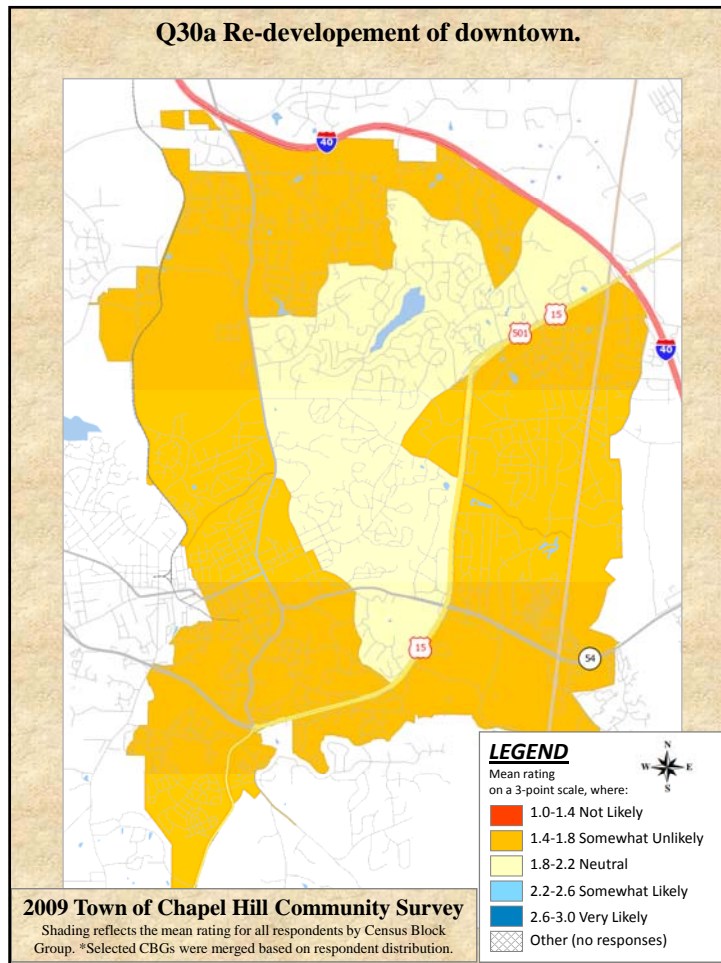 Q30a Re-developement of downtown.
40
15
501
40
15
54
LEGEND
Mean rating
on a 3-point scale, where:
N
W E
S
1.0-1.4 Not Likely
1.4-1.8 Somewhat Unlikely
1.8-2.2 Neutral
2.2-2.6 Somewhat Likely
2.6-3.0 Very Likely
Other (no responses)
2009 Town of Chapel Hill Community Survey
Shading reflects the mean rating for all respondents by Census Block
Group. *Selected CBGs were merged based on respondent distribution.